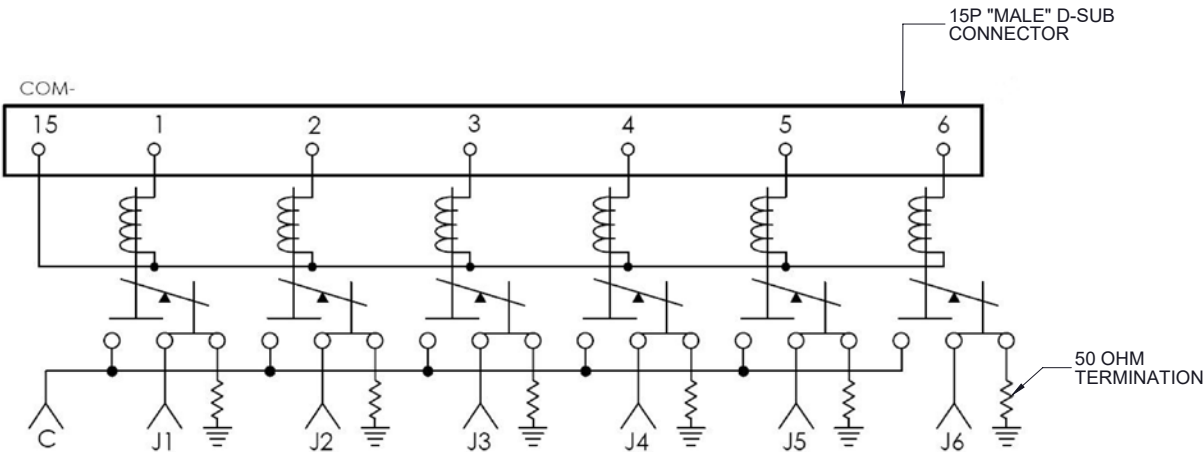 15P "MALE" D-SUB
CONNECTOR
COM-
15 1 2 3 4 5 6
50 OHM
TERMINATION
C J1 J2 J3 J4 J5 J6